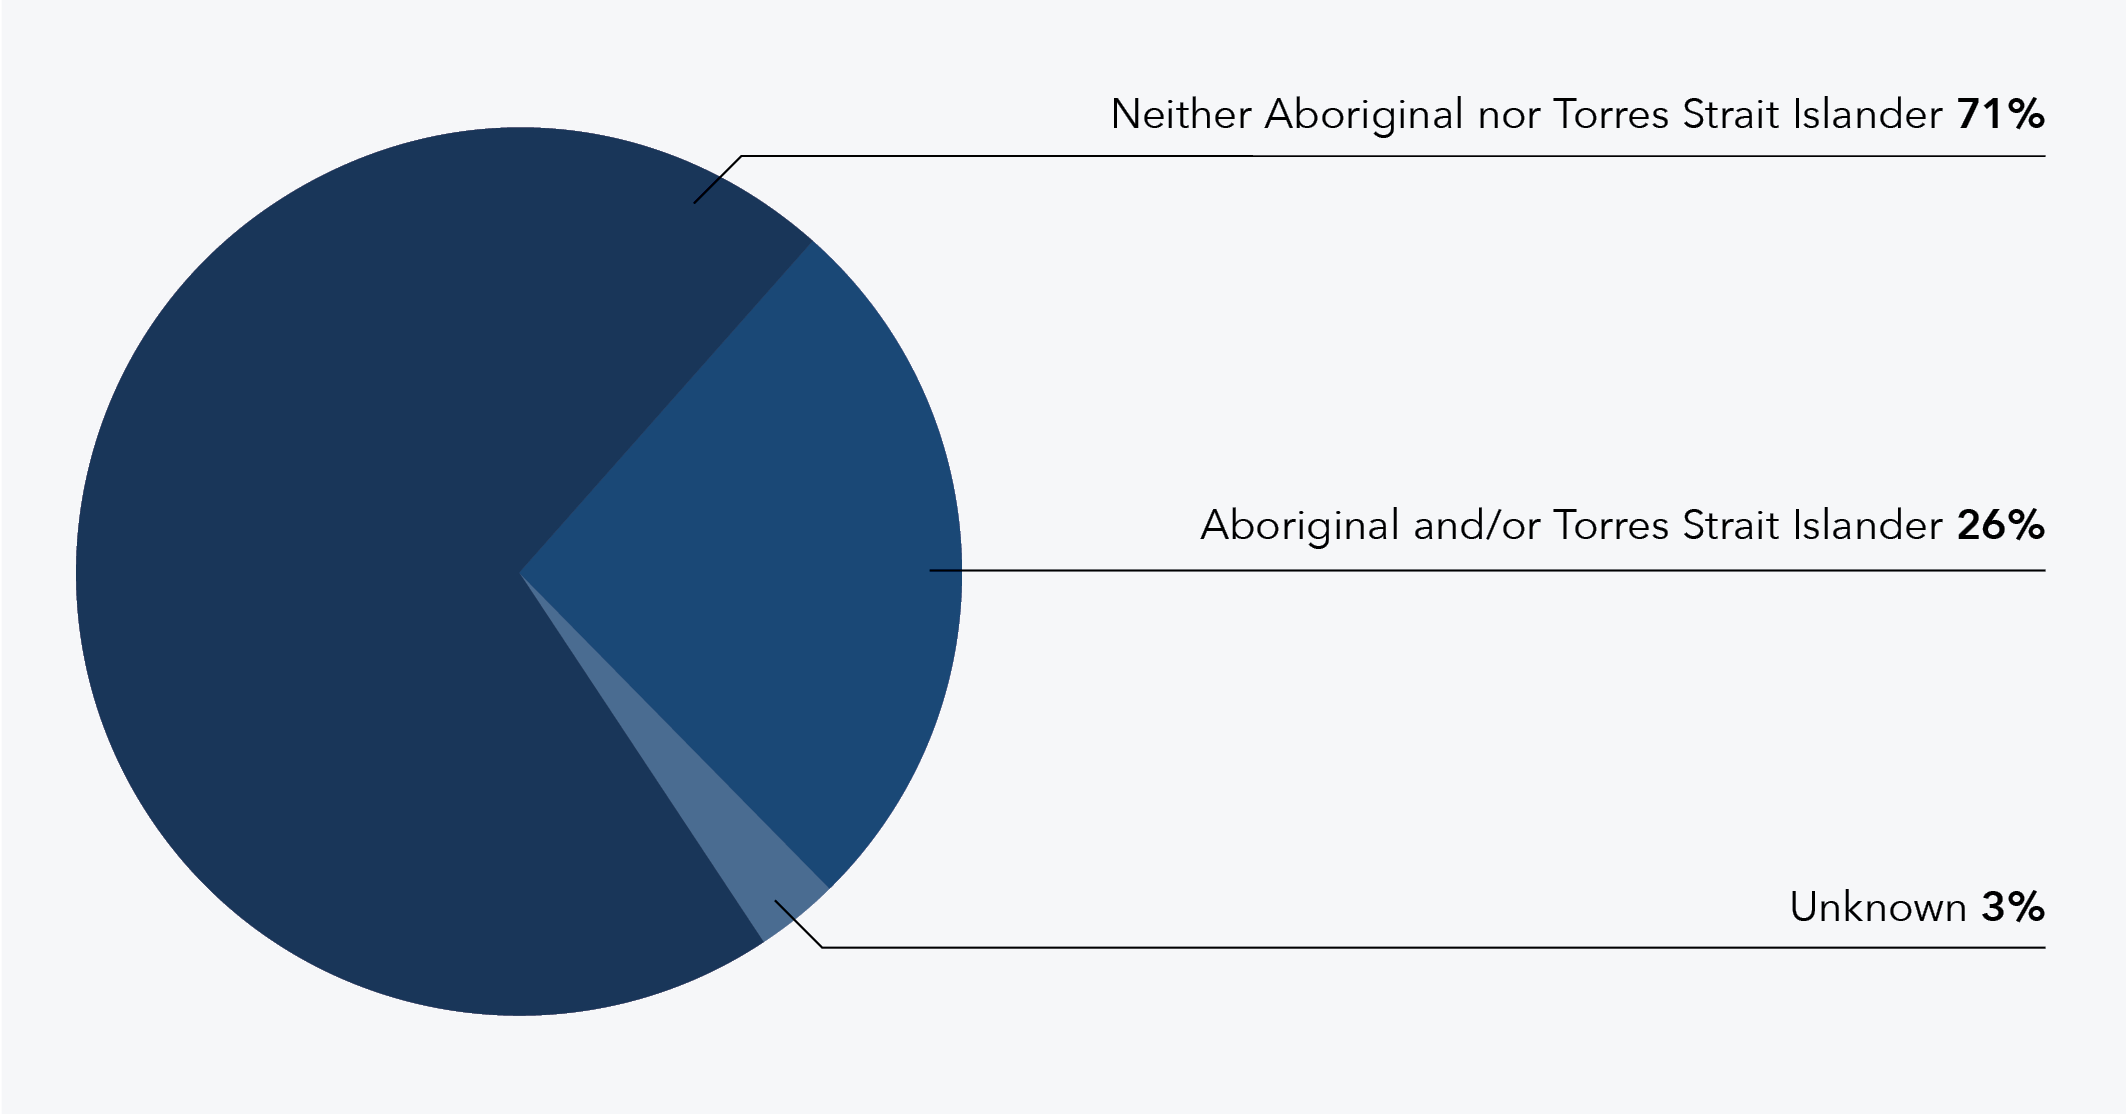 Neither Aboriginal nor Torres Strait Islander 71%
Aboriginal and/or Torres Strait Islander 26%
Unknown 3%